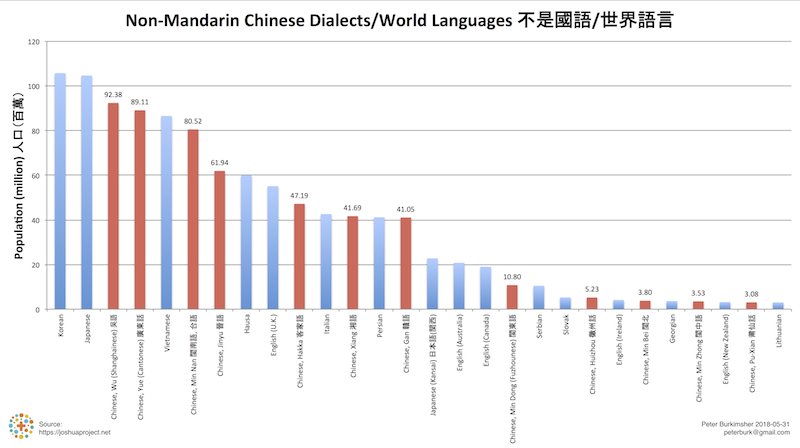 Non-Mandarin Chinese Dialects/World Languages 不是國語/世界語言
Population (million) 人口 (百萬)
120
100
80
60
40
20
0
92.38
89.11
80.52
61.94
47.19
41.69
41.05
10.80
5.23
3.80
3.53
3.08
Korean
Japanese
Chinese, Wu (Shanghainese) 吳語
Chinese, Yue (Cantonese) 廣東話
Vietnamese
Chinese, Min Nan 閩南語, 台語
Chinese, Jinyu 晉語
Hausa
English (U.K.)
Chinese, Hakka 客家話
Italian
Chinese, Xiang 湘語
Persian
Chinese, Gan 贛語
Japanese (Kansai) 日本語(関西)
English (Australia)
English (Canada)
Chinese, Min Dong (Fuzhounese) 閩東語
Serbian
Slovak
Chinese, Huizhou 徽州話
English (Ireland)
Chinese, Min Bei 閩北
Georgian
Chinese, Min Zhong 閩中語
English (New Zealand)
Chinese, Pu-Xian 莆仙話
Lithuanian
Source:
https://joshuaproject.net
Peter Burkimsher 2018-05-31
peterburk@gmail.com